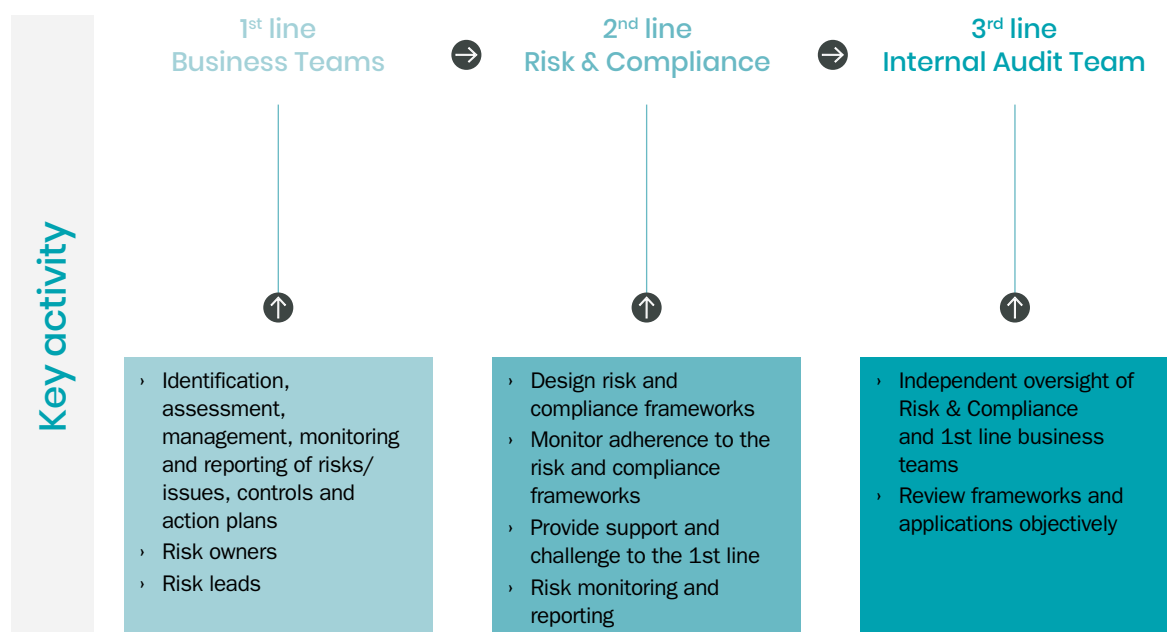 Key activity
1st line
Business Teams
2nd line
Risk & Compliance
3rd line
Internal Audit Team
› Identification,
assessment,
management, monitoring
and reporting of risks/
issues, controls and
action plans
› Risk owners
› Risk leads
› Design risk and
compliance frameworks
› Monitor adherence to the
risk and compliance
frameworks
› Provide support and
challenge to the 1st line
› Risk monitoring and
reporting
› Independent oversight of
Risk & Compliance
and 1st line business
teams
› Review frameworks and
applications objectively